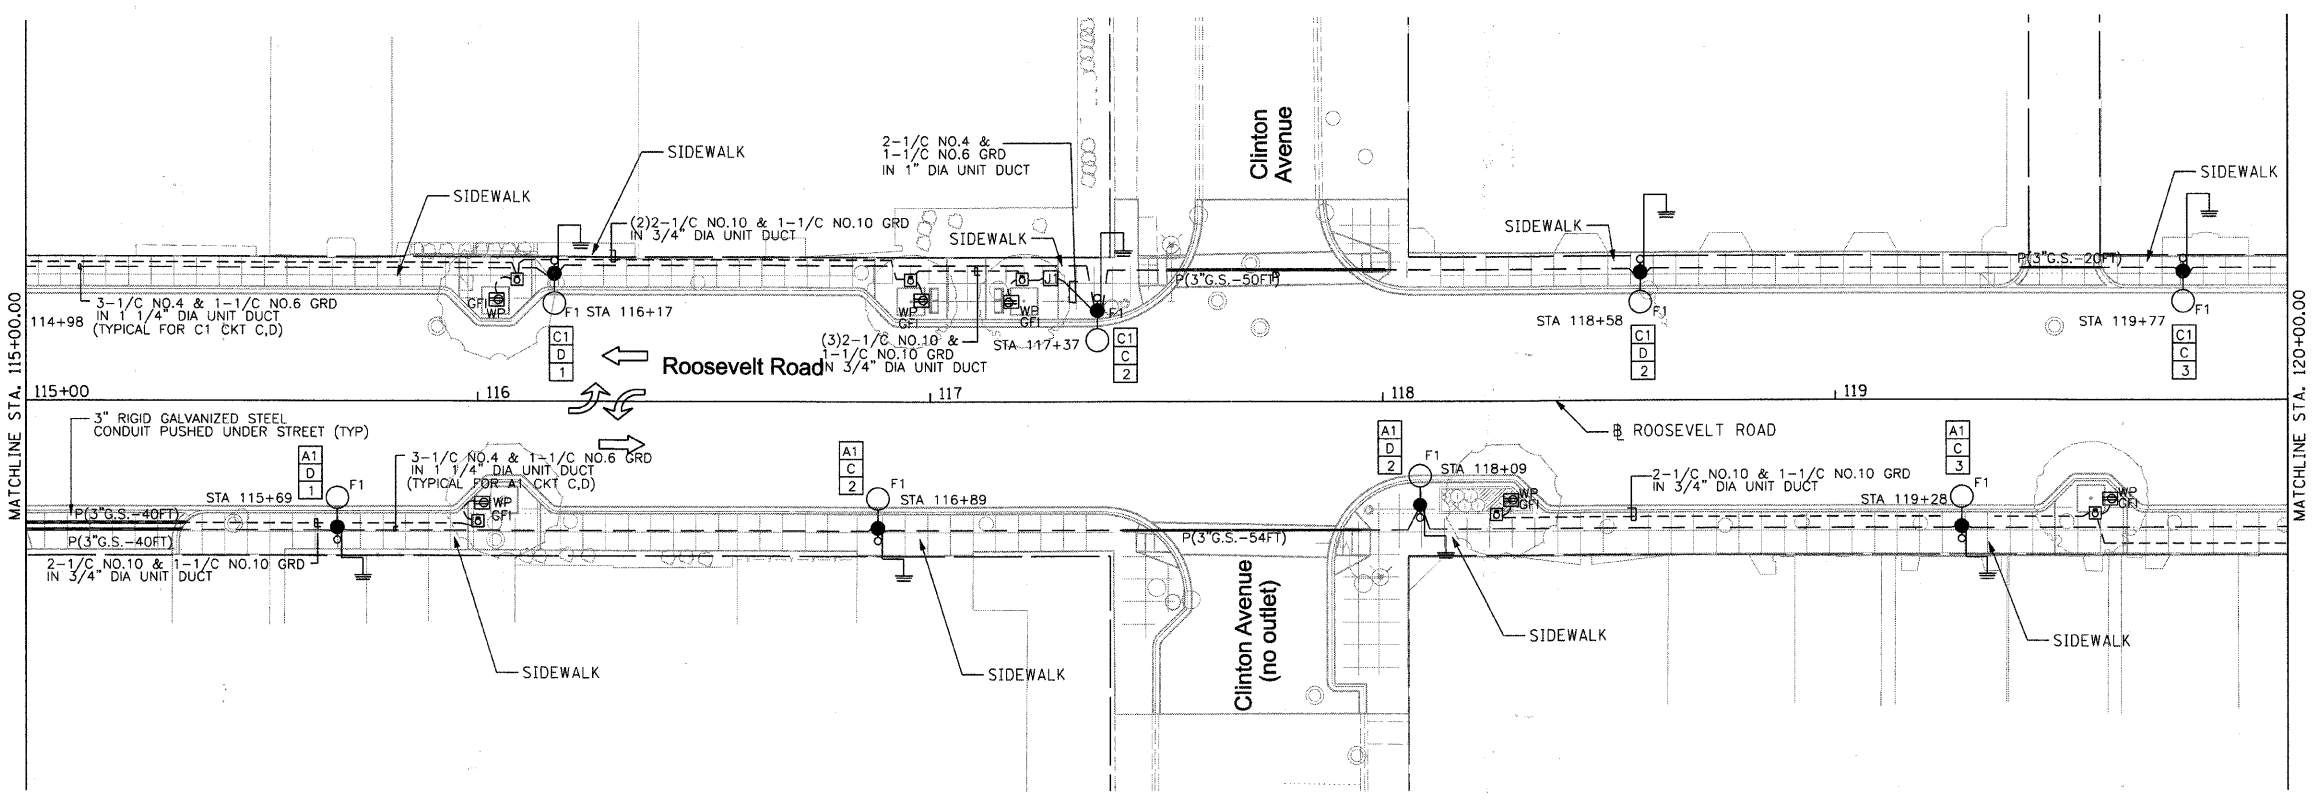 MATCHLINE STA. 115+00.00
SIDEWALK
SIDEWALK
(2)2-1/C NO.10 & 1-1/C NO.10 GRD
IN 3/4" DIA UNIT DUCT
2-1/C NO.4 &
1-1/C NO.6 GRD
IN 1" DIA UNIT DUCT
SIDEWALK
Clinton
Avenue
SIDEWALK
SIDEWALK
P(3"G.S.-50FT)
P(3"G.S.-20FT)
3-1/C NO.4 & 1-1/C NO.6 GRD
IN 1 1/4" DIA UNIT DUCT
(TYPICAL FOR C1 CKT C,D)
114+98
GFI
WP
F1 STA 116+17
C1
D
1
WP
GFI
WP
GFI
J
F1
(3)2-1/C NO.10 &
1-1/C NO.10 GRD
IN 3/4" DIA UNIT DUCT
STA 117+37
C1
C
2
F1
STA 118+58
C1
D
2
F1
STA 119+77
C1
C
3
Roosevelt Road
115+00
116
117
118
119
MATCHLINE STA. 120+00.00
3" RIGID GALVANIZED STEEL
CONDUIT PUSHED UNDER STREET (TYP)
A1
D
1
F1
STA 115+69
3-1/C NO.4 & 1-1/C NO.6 GRD
IN 1 1/4" DIA UNIT DUCT
(TYPICAL FOR A1 CKT C,D)
WP
GFI
A1
C
2
F1
STA 116+89
A1
D
2
F1
STA 118+09
WP
GFI
B ROOSEVELT ROAD
2-1/C NO.10 & 1-1/C NO.10 GRD
IN 3/4" DIA UNIT DUCT
A1
C
3
F1
STA 119+28
WP
GFI
P(3"G.S.-40FT)
P(3"G.S.-40FT)
2-1/C NO.10 & 1-1/C NO.10 GRD
IN 3/4" DIA UNIT DUCT
P(3"G.S.-54FT)
SIDEWALK
SIDEWALK
Clinton Avenue
(no outlet)
SIDEWALK
SIDEWALK